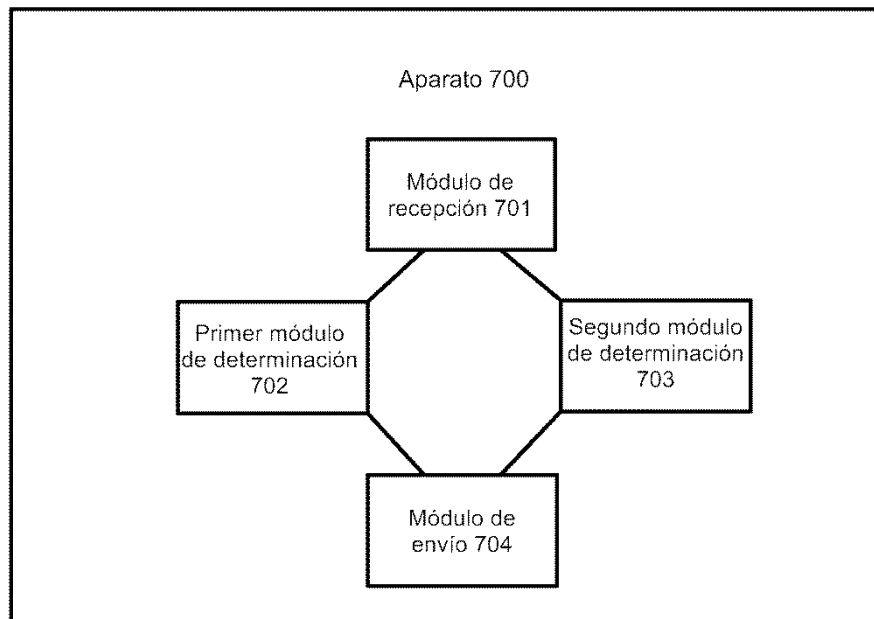 Aparato 700
Módulo de
recepción 701
Primer módulo
de determinación
702
Segundo módulo
de determinación
703
Módulo de
envío 704